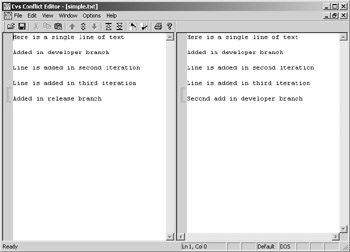 Cvs Conflict Editor - [simple.txt]
File Edit View Window Options Help
Here is a single line of text
Added in developer branch
Line is added in second iteration
Line is added in third iteration
Added in release branch
Here is a single line of text
Added in developer branch
Line is added in second iteration
Line is added in third iteration
Second add in developer branch
Ready
Ln 1, Col 0
Default
DOS